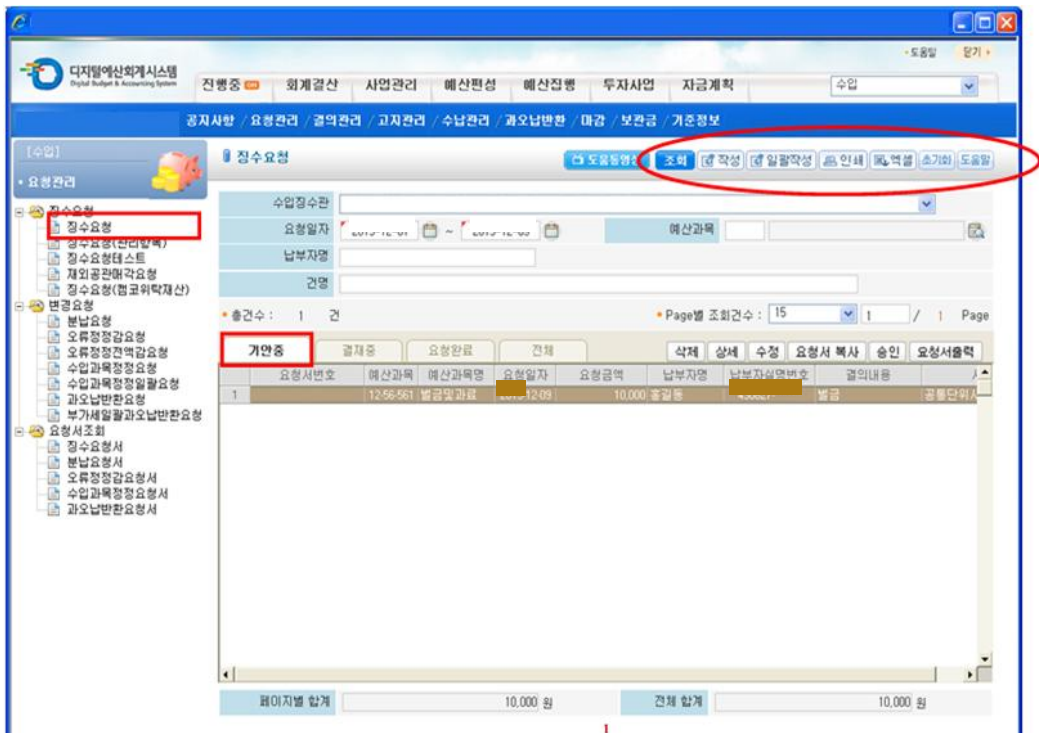 도움말 닫기
디지털예산회계시스템
Digital Budget & Accounting System
진행중 회계결산 사업관리 예산편성 예산집행 투자사업 자금계획 수입
공지사항 / 요청관리 / 결의관리 / 고지관리 / 수납관리 / 과오납반환 / 마감 / 보관금 / 기준정보
[수입]
• 요청관리
징수요청
도움동영상 조회 작성 일괄작성 인쇄 엑셀 초기화 도움말
징수요청
징수요청
징수요청(관리항목)
징수요청테스트
재외공관매각요청
징수요청(캠코위탁재산)
변경요청
분납요청
오류정정감요청
오류정정전액감요청
수입과목정정요청
수입과목정정일괄요청
과오납반환요청
부가세일괄과오납반환요청
요청서조회
징수요청서
분납요청서
오류정정감요청서
수입과목정정요청서
과오납반환요청서
수입징수관
요청일자 ~ 예산과목
납부자명
건명
• 총건수 : 1 건 • Page별 조회건수 : 15 1 / 1 Page
기안중 결재중 요청완료 전체 삭제 상세 수정 요청서 복사 승인 요청서출력
요청서번호 예산과목 예산과목명 요청일자 요청금액 납부자명 납부자실명번호 결의내용
1 12-56-561 벌금및과료 12-09 10,000 홍길동 벌금 공통단위
페이지별 합계 10,000 원 전체 합계 10,000 원